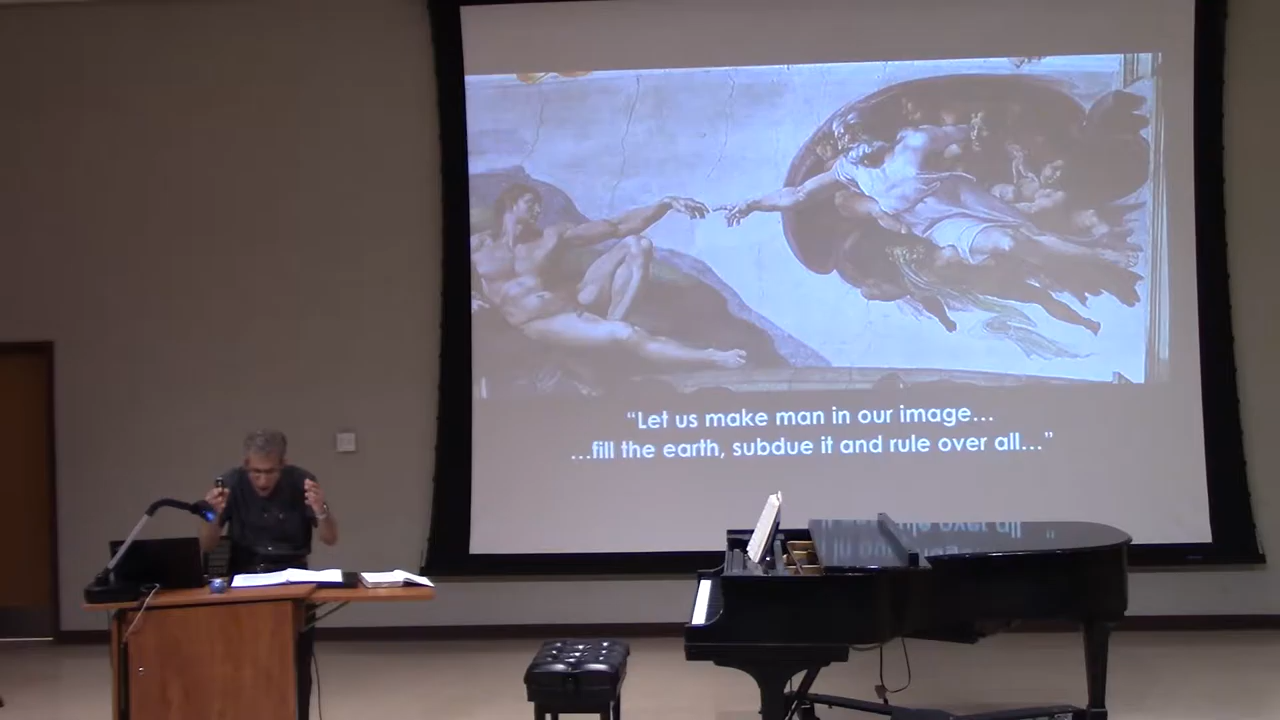 “Let us make man in our image…
…fill the earth, subdue it and rule over all…”